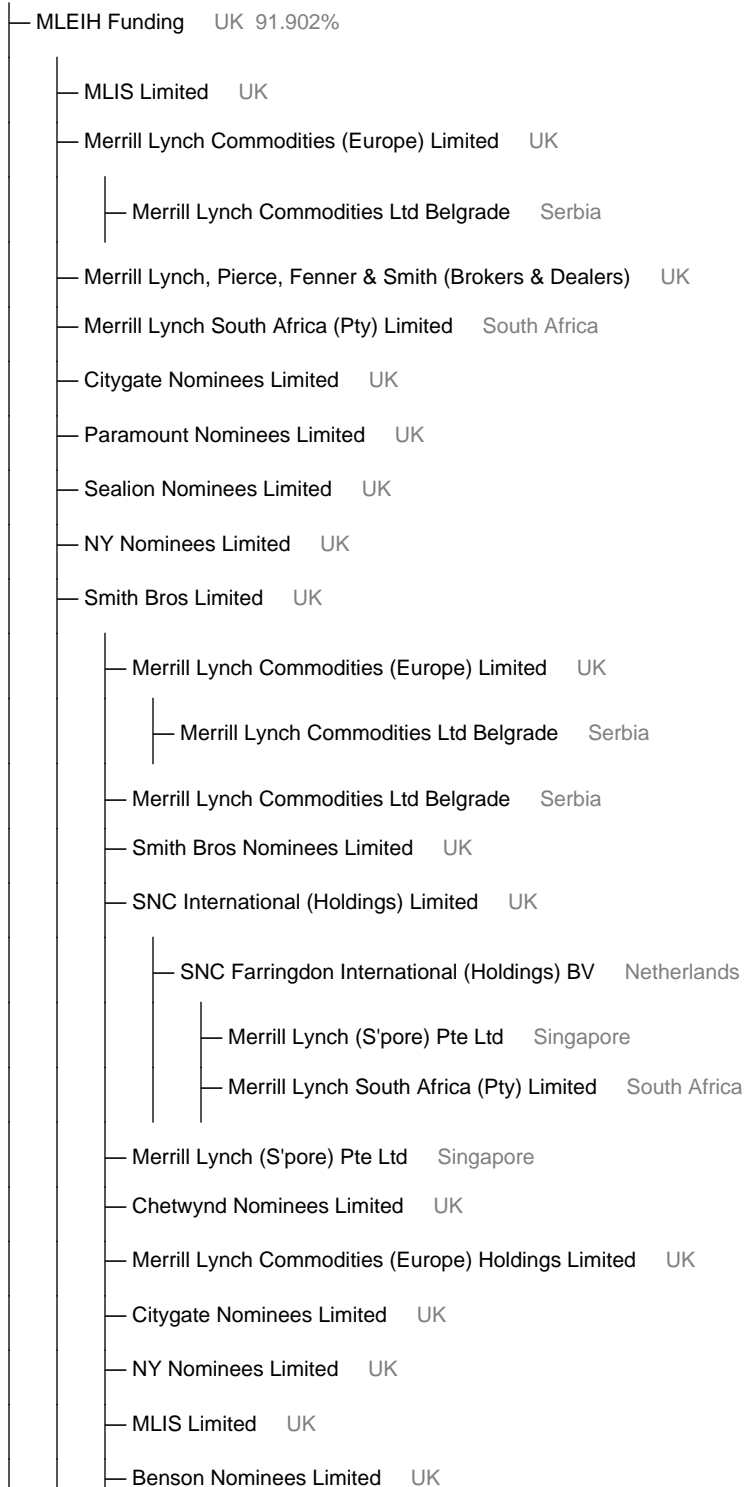 MLEIH Funding UK 91.902%
MLIS Limited UK
Merrill Lynch Commodities (Europe) Limited UK
Merrill Lynch Commodities Ltd Belgrade Serbia
Merrill Lynch, Pierce, Fenner & Smith (Brokers & Dealers) UK
Merrill Lynch South Africa (Pty) Limited South Africa
Citygate Nominees Limited UK
Paramount Nominees Limited UK
Sealion Nominees Limited UK
NY Nominees Limited UK
Smith Bros Limited UK
Merrill Lynch Commodities (Europe) Limited UK
Merrill Lynch Commodities Ltd Belgrade Serbia
Merrill Lynch Commodities Ltd Belgrade Serbia
Smith Bros Nominees Limited UK
SNC International (Holdings) Limited UK
SNC Farringdon International (Holdings) BV Netherlands
Merrill Lynch (S'pore) Pte Ltd Singapore
Merrill Lynch South Africa (Pty) Limited South Africa
Merrill Lynch (S'pore) Pte Ltd Singapore
Chetwynd Nominees Limited UK
Merrill Lynch Commodities (Europe) Holdings Limited UK
Citygate Nominees Limited UK
NY Nominees Limited UK
MLIS Limited UK
Benson Nominees Limited UK